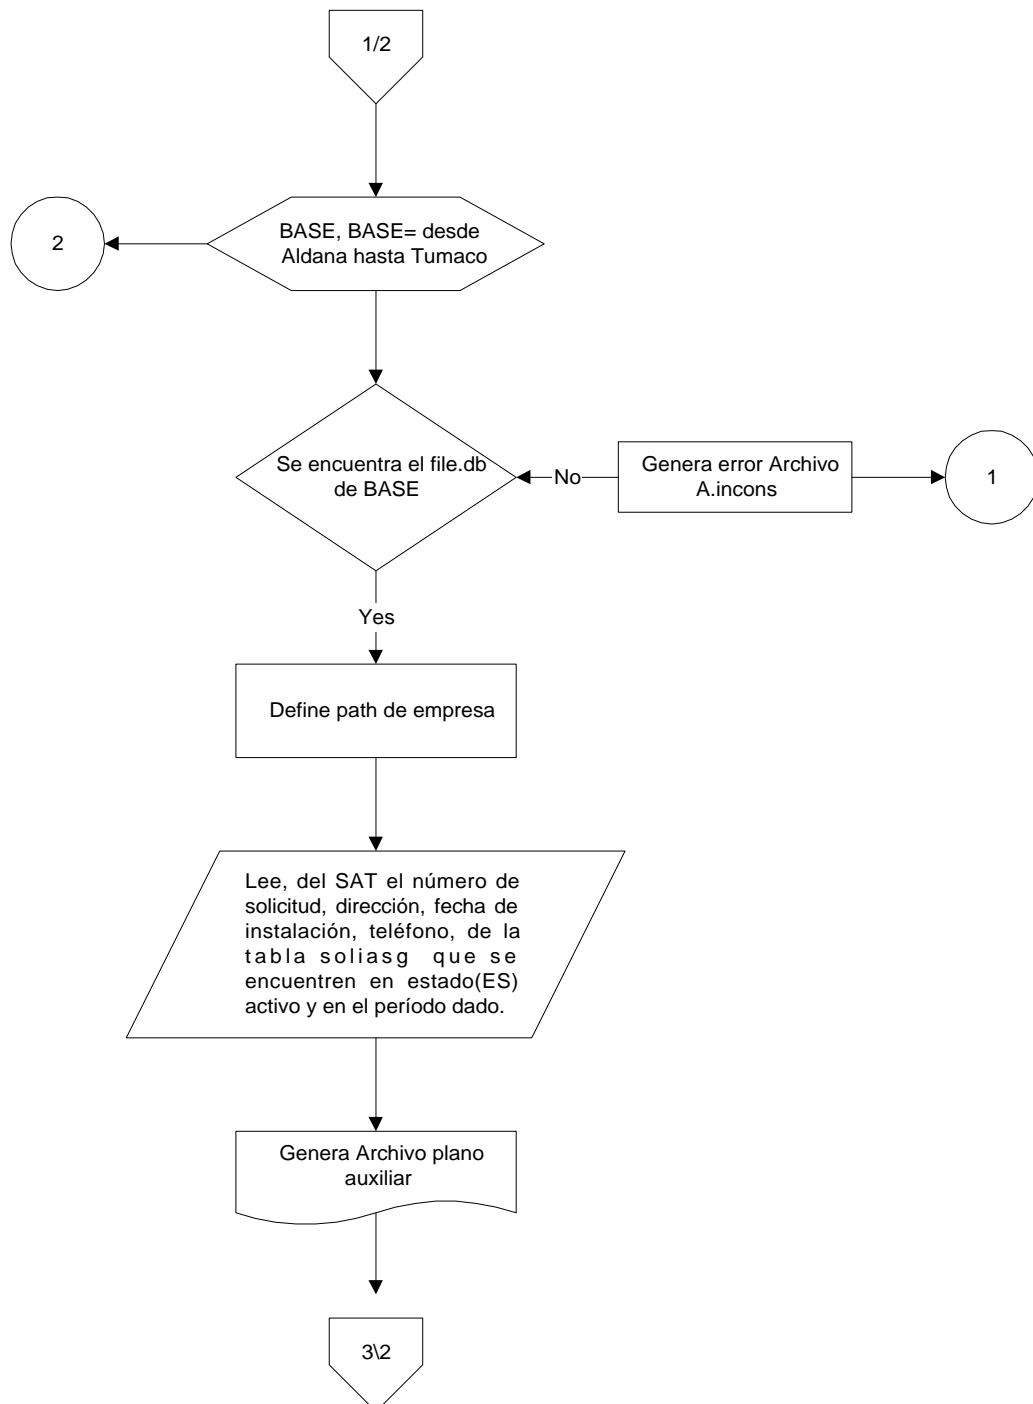 1/2
BASE, BASE= desde
Aldana hasta Tumaco
2
Se encuentra el file.db
de BASE
No
Genera error Archivo
A.incons
1
Yes
Define path de empresa
Lee, del SAT el número de
solicitud, dirección, fecha de
instalación, teléfono, de la
tabla soliasg que se
encuentren en estado(ES)
activo y en el período dado.
Genera Archivo plano
auxiliar
3\2